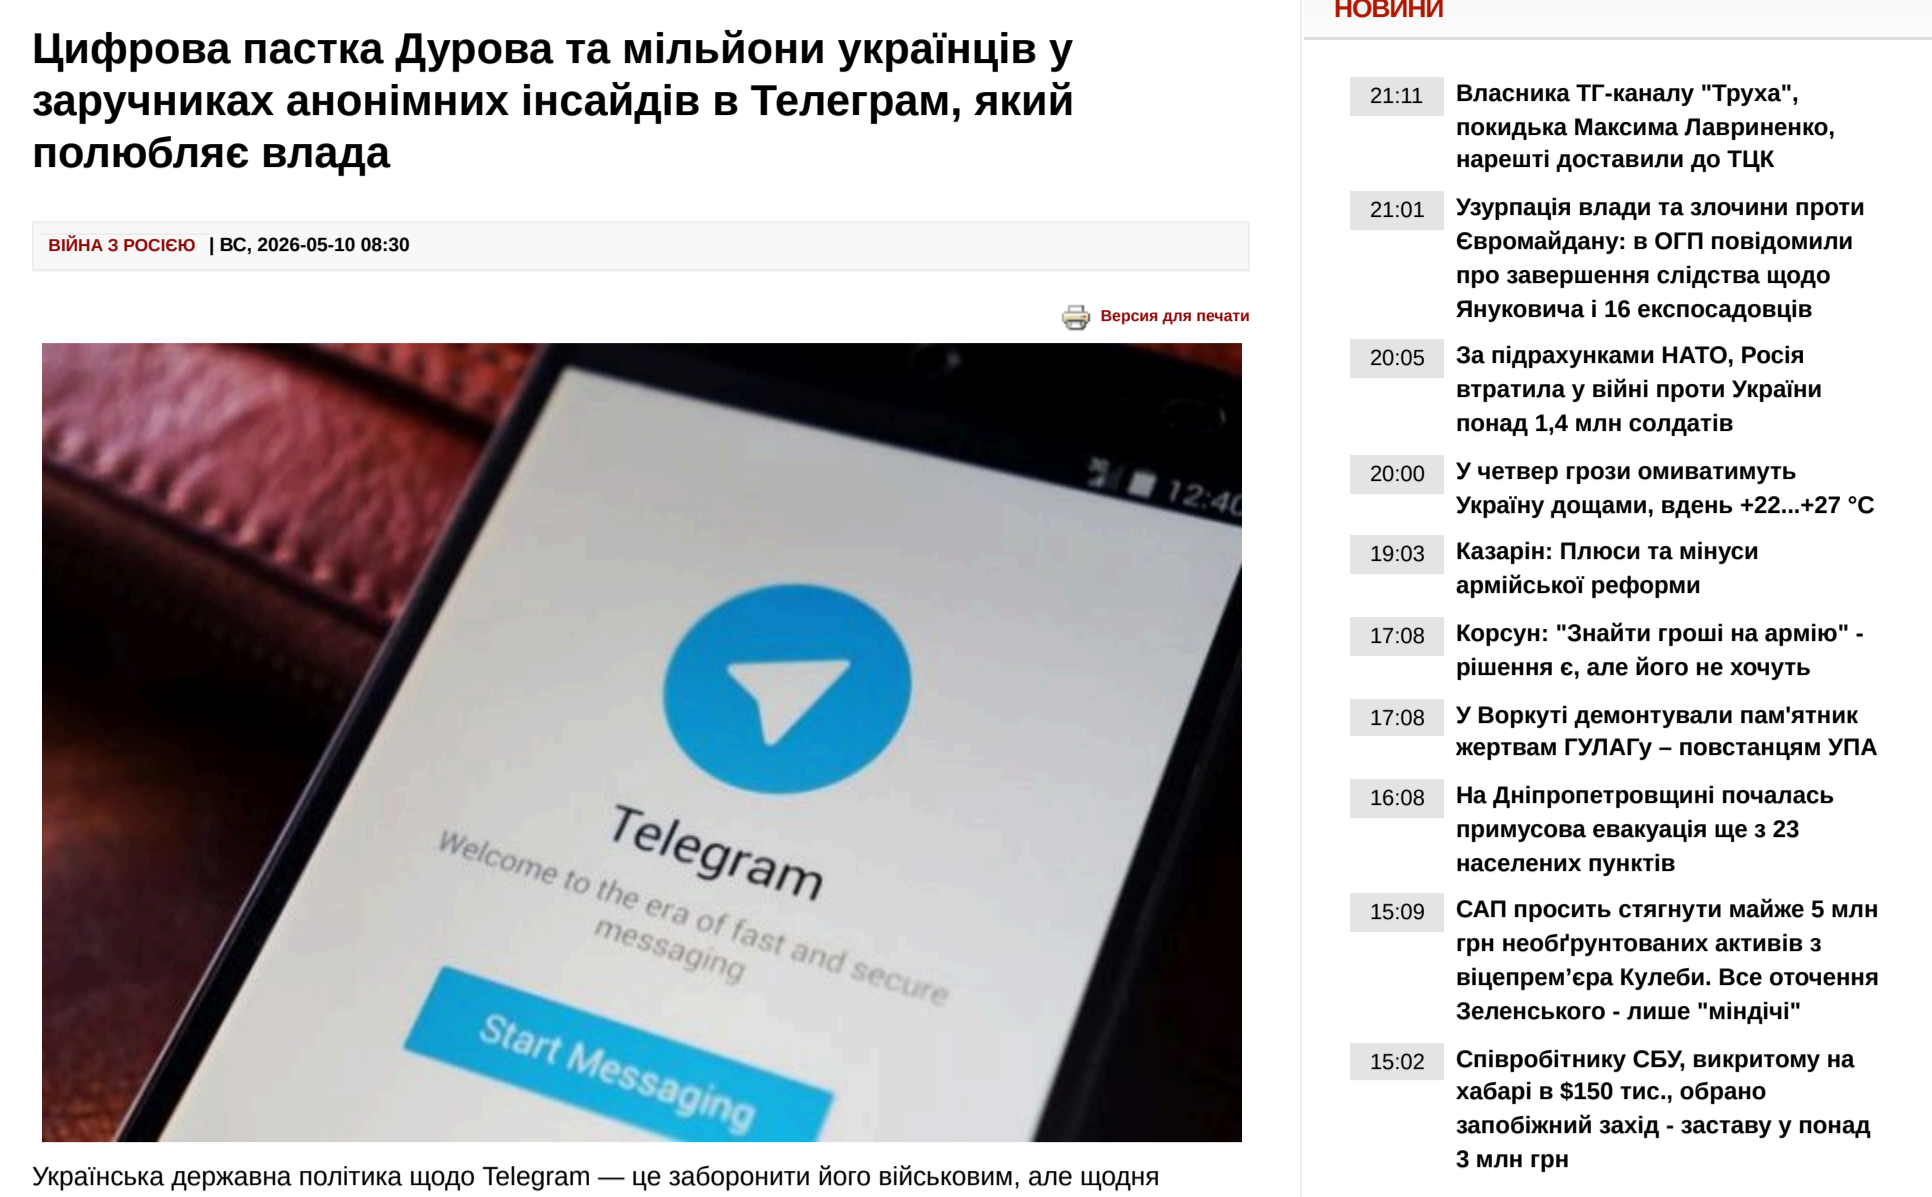 Цифрова пастка Дурова та мільйони українців у
заручниках анонімних інсайдів в Телеграм, який
полюбляє влада
ВІЙНА З РОСІЄЮ | ВС, 2026-05-10 08:30
Версия для печати
12:40
Telegram
Welcome to the era of fast and secure
messaging
Start Messaging
Українська державна політика щодо Telegram — це заборонити його військовим, але щодня
НОВИНИ
21:11 Власника ТГ-каналу "Труха",
покидька Максима Лавриненко,
нарешті доставили до ТЦК
21:01 Узурпація влади та злочини проти
Євромайдану: в ОГП повідомили
про завершення слідства щодо
Януковича і 16 експосадовців
20:05 За підрахунками НАТО, Росія
втратила у війні проти України
понад 1,4 млн солдатів
20:00 У четвер грози омиватимуть
Україну дощами, вдень +22...+27 °С
19:03 Казарін: Плюси та мінуси
армійської реформи
17:08 Корсун: "Знайти гроші на армію" -
рішення є, але його не хочуть
17:08 У Воркуті демонтували пам'ятник
жертвам ГУЛАГу – повстанцям УПА
16:08 На Дніпропетровщині почалась
примусова евакуація ще з 23
населених пунктів
15:09 САП просить стягнути майже 5 млн
грн необґрунтованих активів з
віцепрем’єра Кулеби. Все оточення
Зеленського - лише "міндічі"
15:02 Співробітнику СБУ, викритому на
хабарі в $150 тис., обрано
запобіжний захід - заставу у понад
3 млн грн